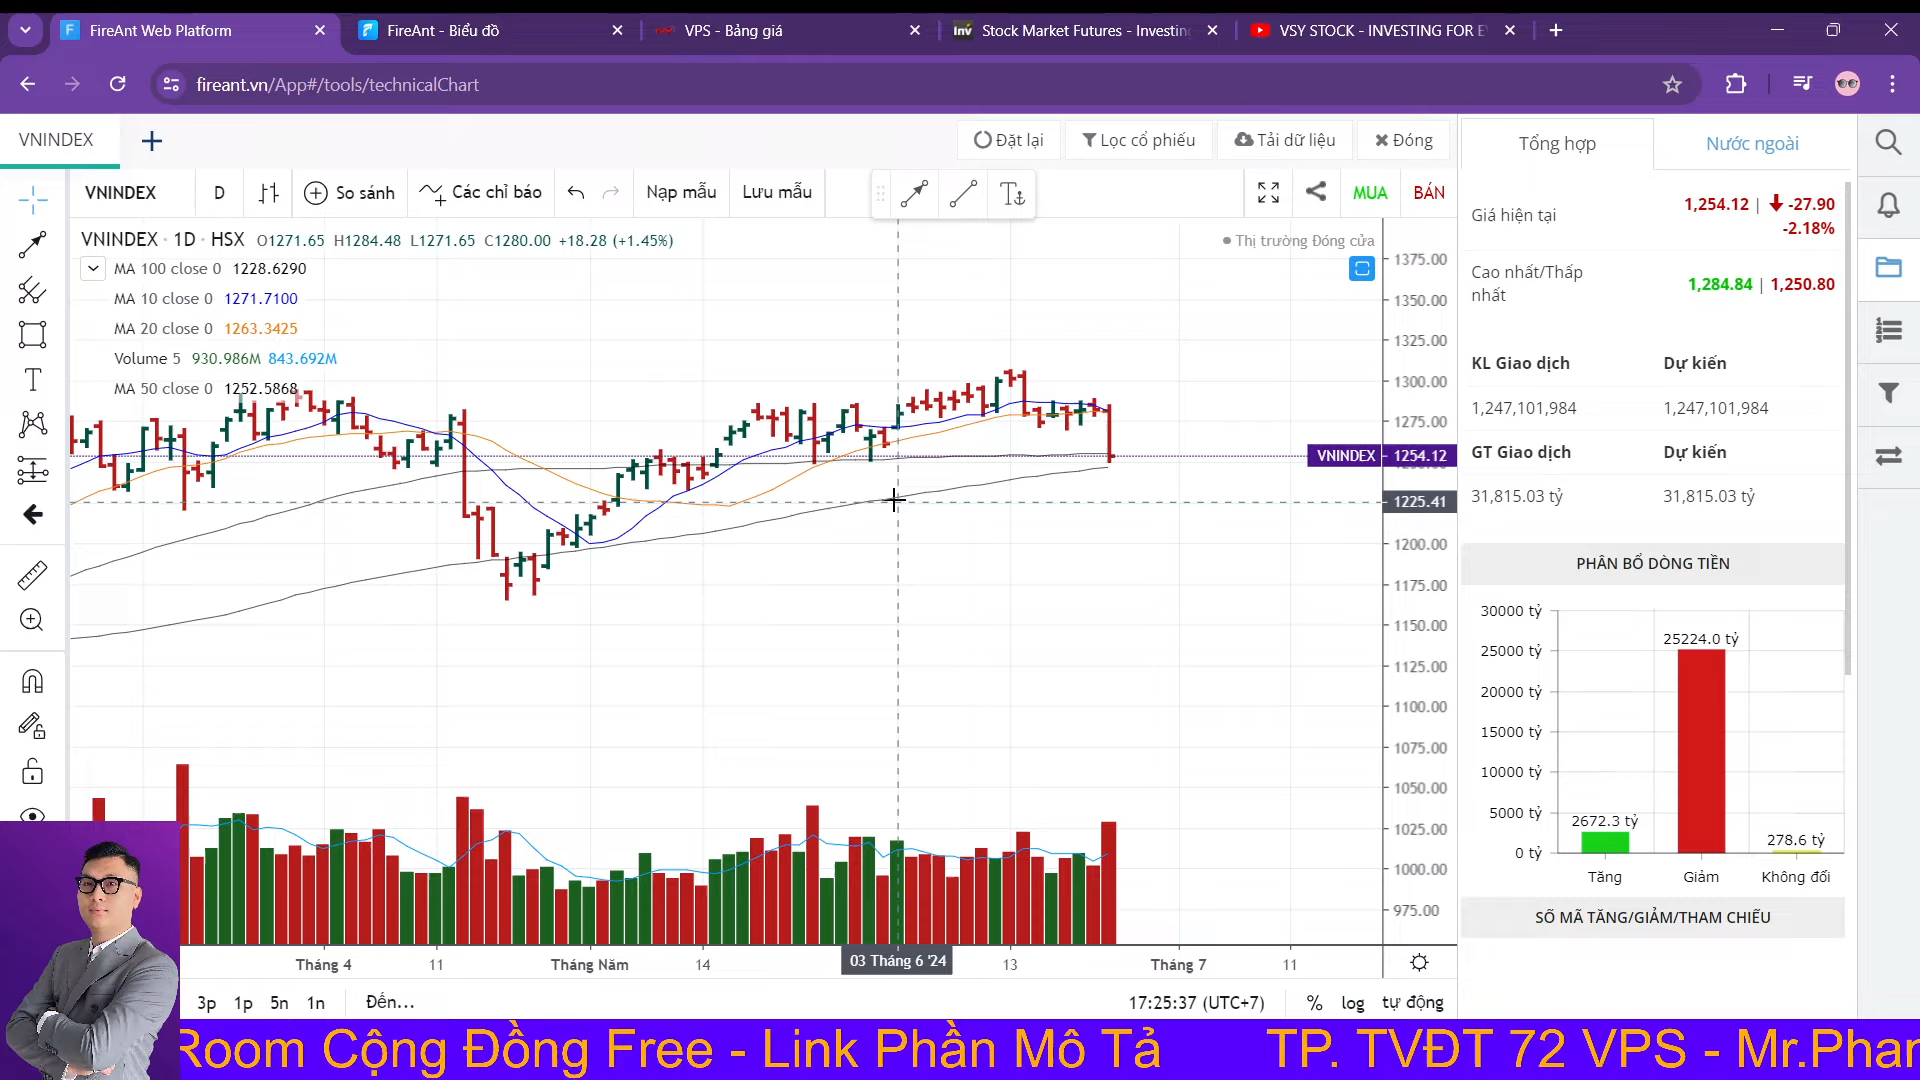 FireAnt Web Platform
FireAnt - Biểu đồ
VPS - Bảng giá
Stock Market Futures - Investing
VSY STOCK - INVESTING FOR
fireant.vn/App#/tools/technicalChart
VNINDEX
Đặt lại
Lọc cổ phiếu
Tải dữ liệu
Đóng
VNINDEX D So sánh Các chỉ báo Nạp mẫu Lưu mẫu MUA BÁN
VNINDEX · 1D · HSX O1271.65 H1284.48 L1271.65 C1280.00 +18.28 (+1.45%)
Thị trường Đóng cửa
MA 100 close 0 1228.6290
MA 10 close 0 1271.7100
MA 20 close 0 1263.3425
Volume 5 930.986M 843.692M
MA 50 close 0 1252.5868
1375.00
1350.00
1325.00
1300.00
1275.00
VNINDEX 1254.12
1225.41
1200.00
1175.00
1150.00
1125.00
1100.00
1075.00
1050.00
1025.00
1000.00
975.00
Tháng 4 11 Tháng Năm 14 03 Tháng 6 '24 13 Tháng 7 11
3p 1p 5n 1n Đến... 17:25:37 (UTC+7) % log tự động
Tổng hợp
Nước ngoài
Giá hiện tại
1,254.12 | -27.90
-2.18%
Cao nhất/Thấp
nhất
1,284.84 | 1,250.80
KL Giao dịch Dự kiến
1,247,101,984 1,247,101,984
GT Giao dịch Dự kiến
31,815.03 tỷ 31,815.03 tỷ
PHÂN BỔ DÒNG TIỀN
30000 tỷ
25000 tỷ
20000 tỷ
15000 tỷ
10000 tỷ
5000 tỷ
0 tỷ
2672.3 tỷ
25224.0 tỷ
278.6 tỷ
Tăng Giảm Không đổi
SỐ MÃ TĂNG/GIẢM/THAM CHIẾU
Room Cộng Đồng Free - Link Phần Mô Tả TP. TVĐT 72 VPS - Mr.Phar